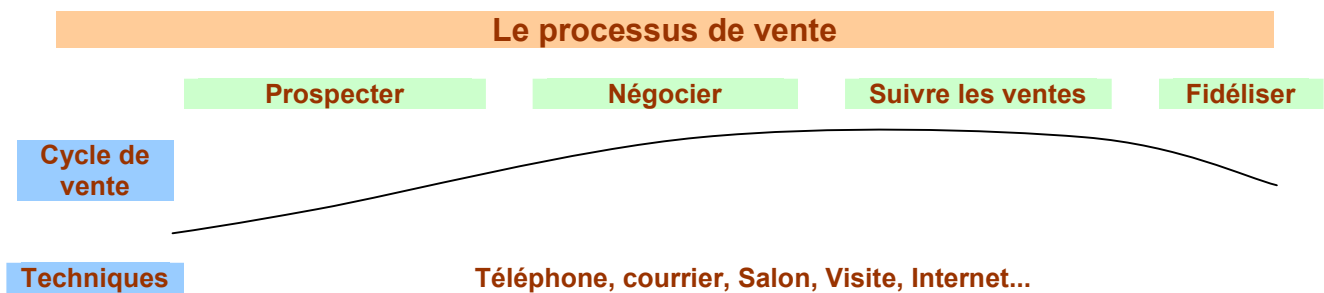 Le processus de vente
Prospecter Négocier Suivre les ventes Fidéliser
Cycle de
vente
Techniques Téléphone, courrier, Salon, Visite, Internet...